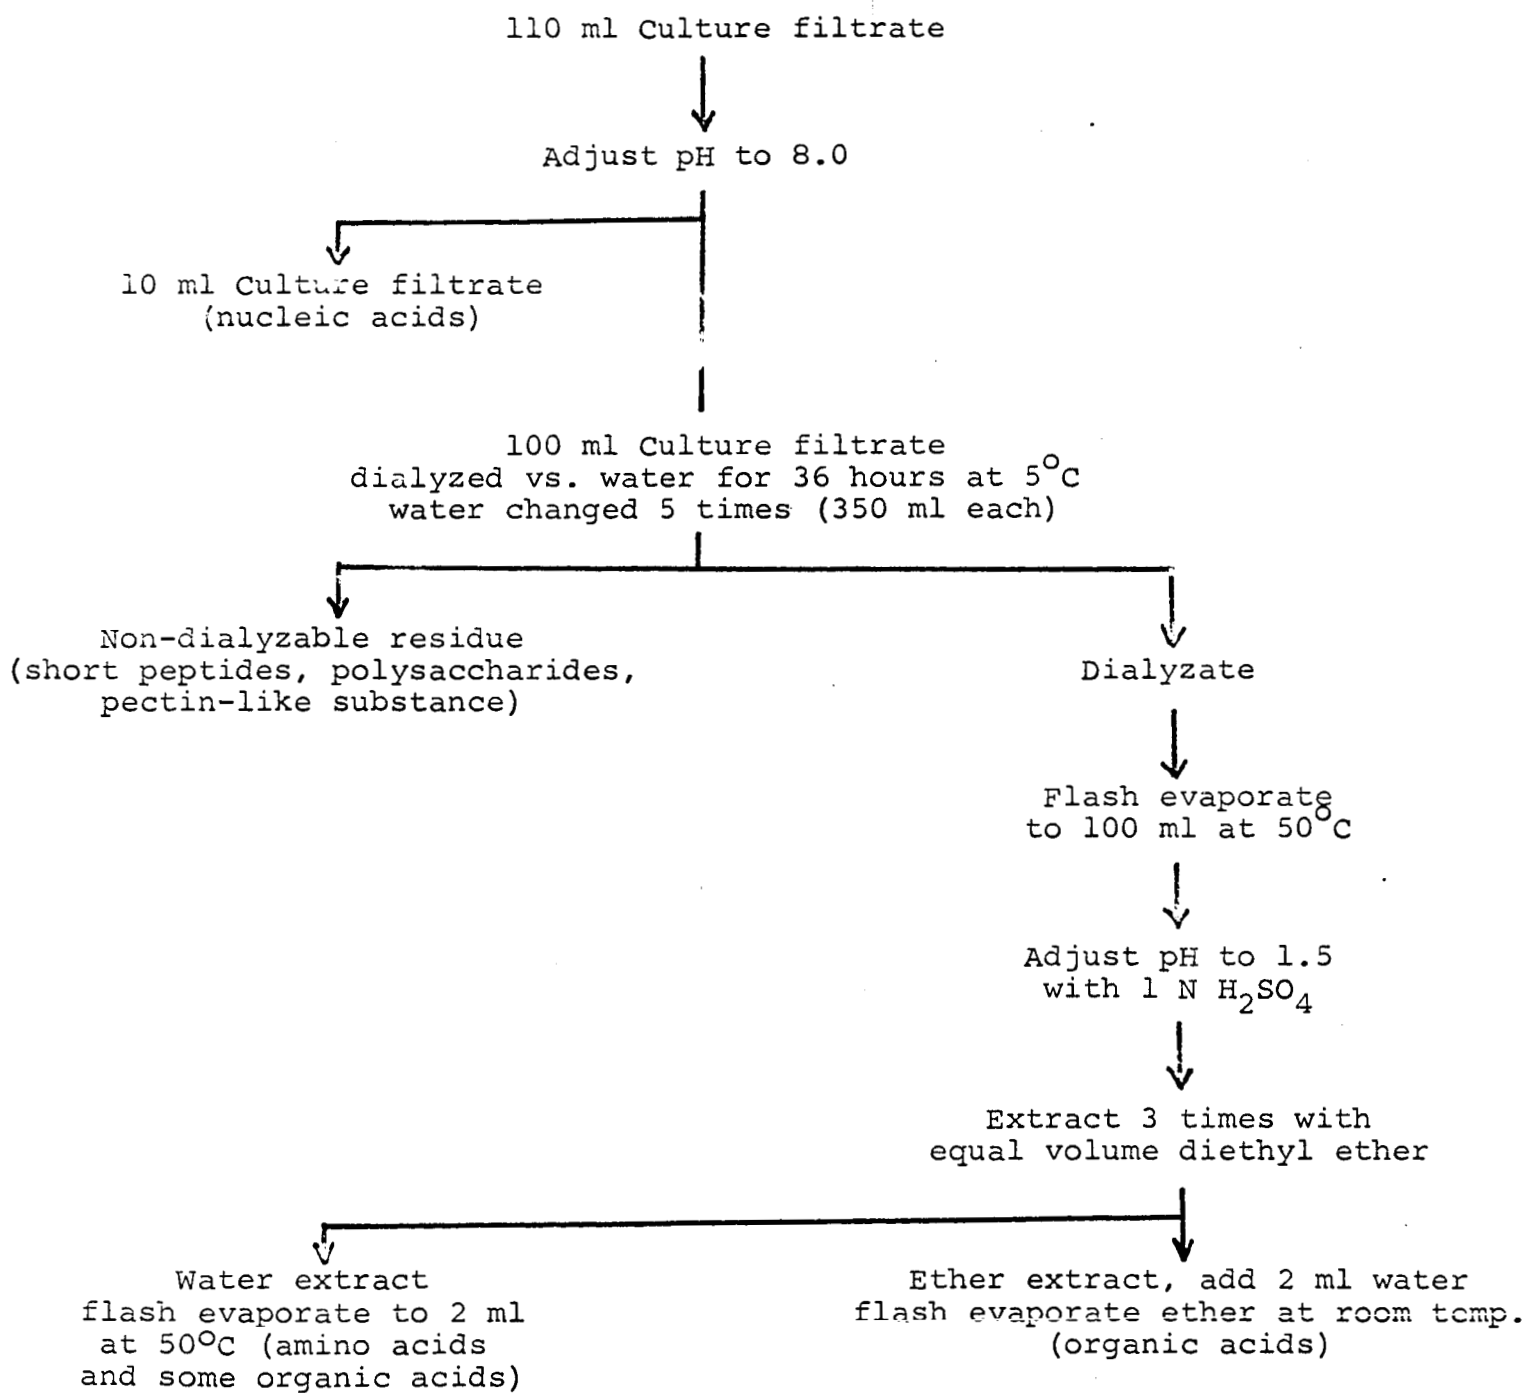 110 ml Culture filtrate
Adjust pH to 8.0
10 ml Culture filtrate
(nucleic acids)
100 ml Culture filtrate
dialyzed vs. water for 36 hours at 5°C
water changed 5 times (350 ml each)
Non-dialyzable residue
(short peptides, polysaccharides,
pectin-like substance)
Dialyzate
Flash evaporate
to 100 ml at 50°C
Adjust pH to 1.5
with 1 N H₂SO₄
Extract 3 times with
equal volume diethyl ether
Water extract
flash evaporate to 2 ml
at 50°C (amino acids
and some organic acids)
Ether extract, add 2 ml water
flash evaporate ether at room temp.
(organic acids)